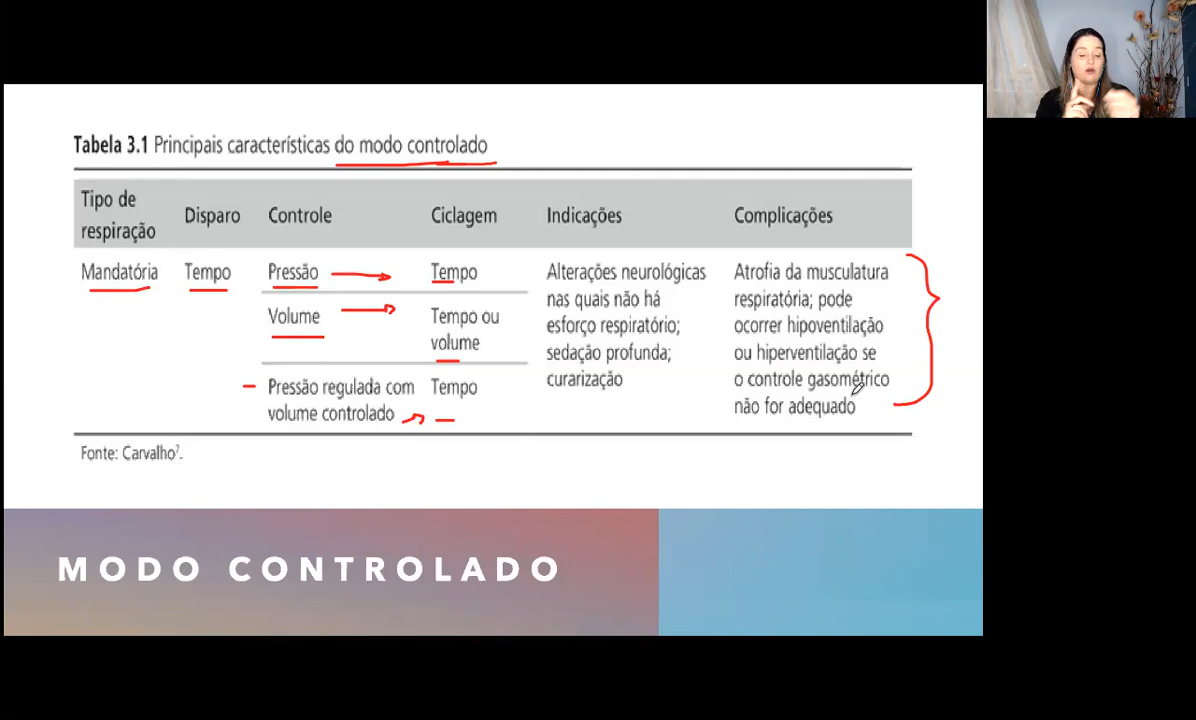 Tabela 3.1 Principais características do modo controlado
Tipo de respiração
Disparo
Controle
Ciclagem
Indicações
Complicações
Mandatória
Tempo
Pressão
Tempo
Volume
Tempo ou
volume
Pressão regulada com
volume controlado
Tempo
Alterações neurológicas
nas quais não há
esforço respiratório;
sedação profunda;
curarização
Atrofia da musculatura
respiratória; pode
ocorrer hipoventilação
ou hiperventilação se
o controle gasométrico
não for adequado
Fonte: Carvalho7.
MODO CONTROLADO